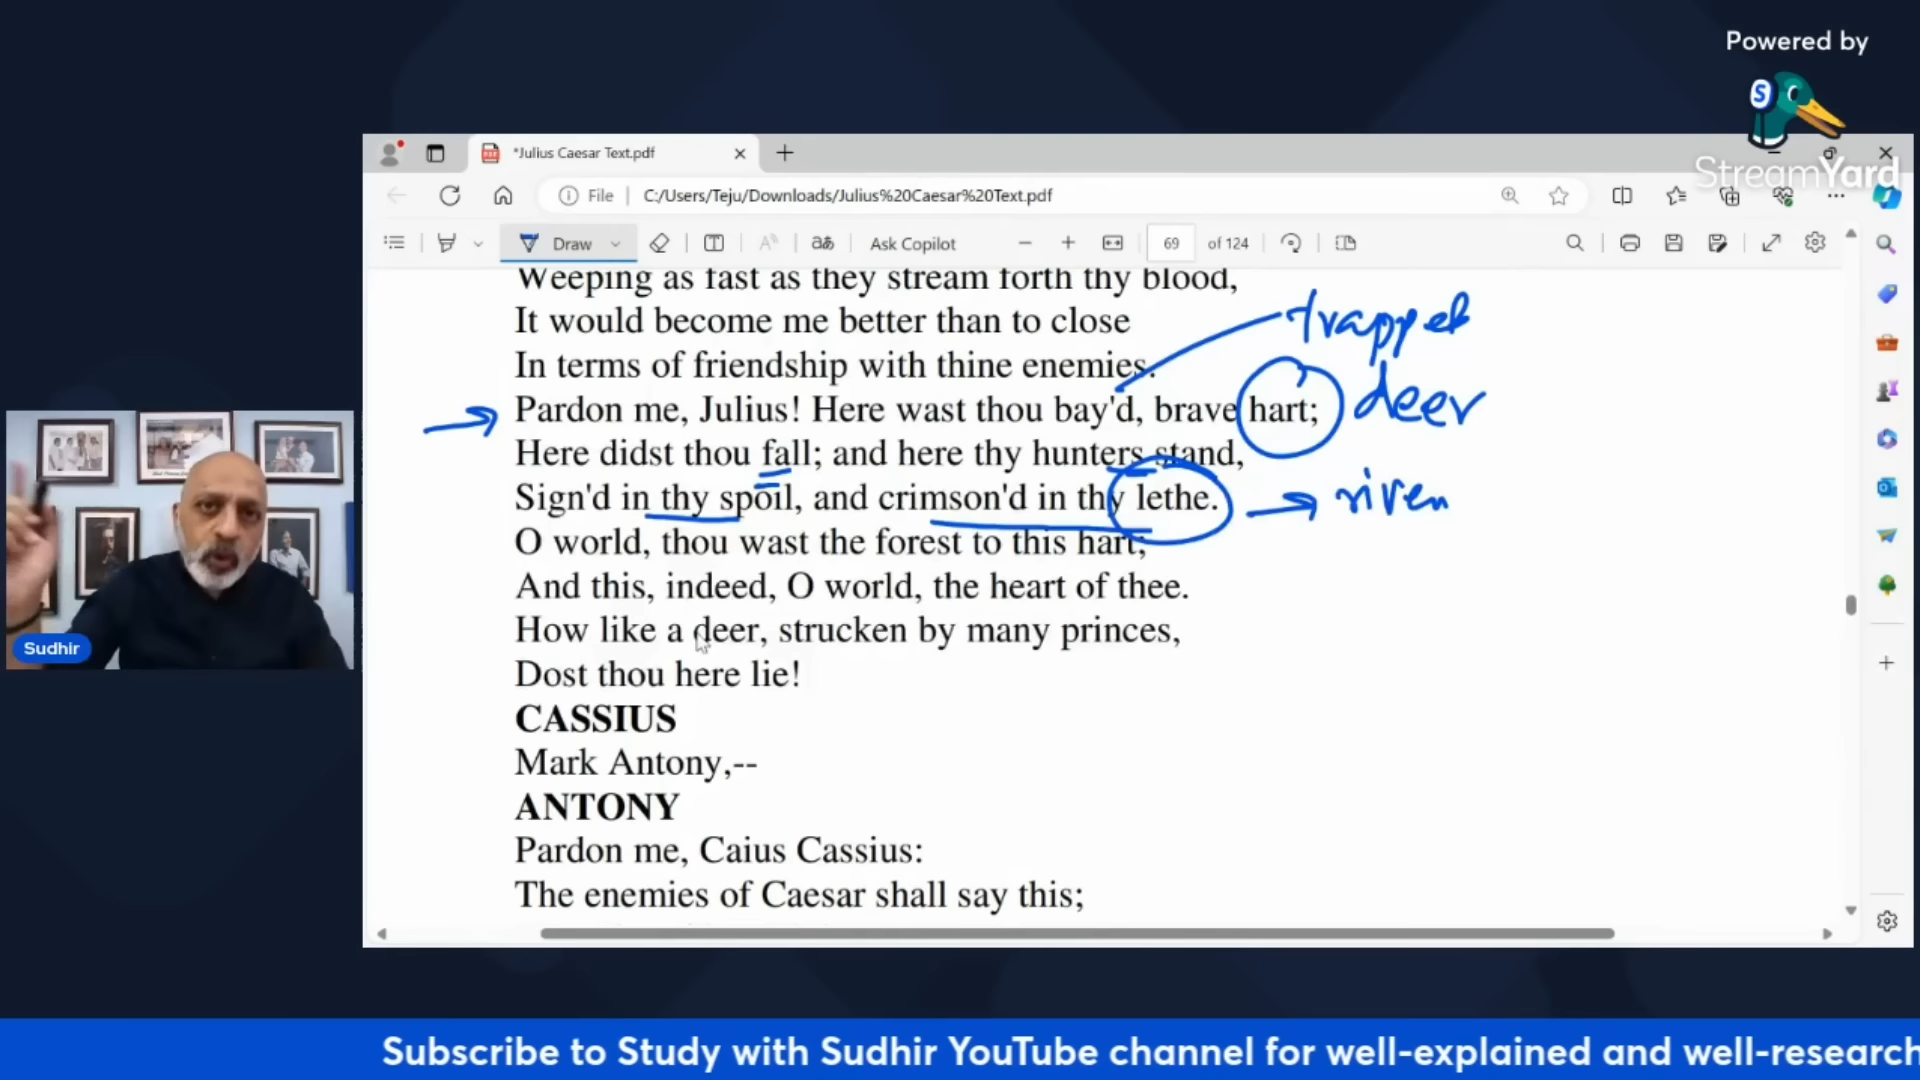 Powered by
StreamYard
*Julius Caesar Text.pdf
File
C:/Users/Teju/Downloads/Julius%20Caesar%20Text.pdf
Draw
Ask Copilot
69 of 124
Weeping as fast as they stream forth thy blood,
It would become me better than to close
In terms of friendship with thine enemies.
trapped
Pardon me, Julius! Here wast thou bay'd, brave hart;
deer
Here didst thou fall; and here thy hunters stand,
Sign'd in thy spoil, and crimson'd in thy lethe.
river
O world, thou wast the forest to this hart;
And this, indeed, O world, the heart of thee.
How like a deer, strucken by many princes,
Dost thou here lie!
CASSIUS
Mark Antony,--
ANTONY
Pardon me, Caius Cassius:
The enemies of Caesar shall say this;
Sudhir
Subscribe to Study with Sudhir YouTube channel for well-explained and well-research